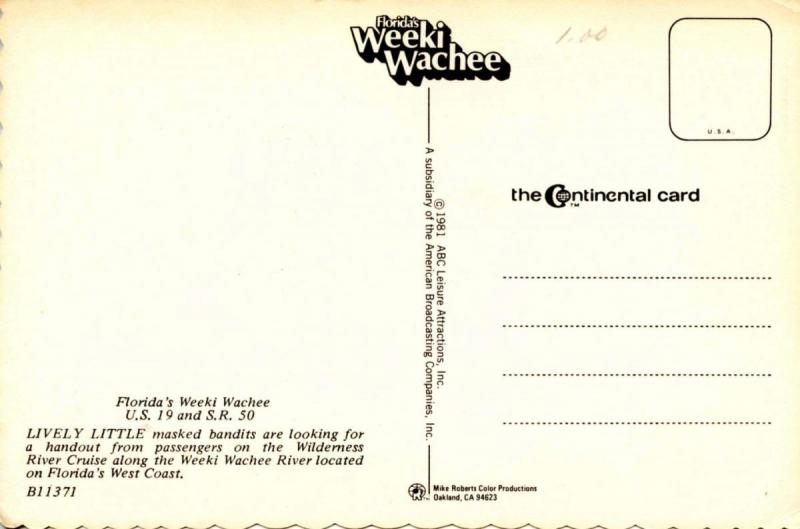 Florida's
Weeki
Wachee
1.00
U.S.A.
the Continental card
TM
© 1981 ABC Leisure Attractions, Inc.
A subsidiary of the American Broadcasting Companies, Inc.
Florida's Weeki Wachee
U.S. 19 and S.R. 50
LIVELY LITTLE masked bandits are looking for
a handout from passengers on the Wilderness
River Cruise along the Weeki Wachee River located
on Florida's West Coast.
B11371
Mike Roberts Color Productions
Oakland, CA 94623